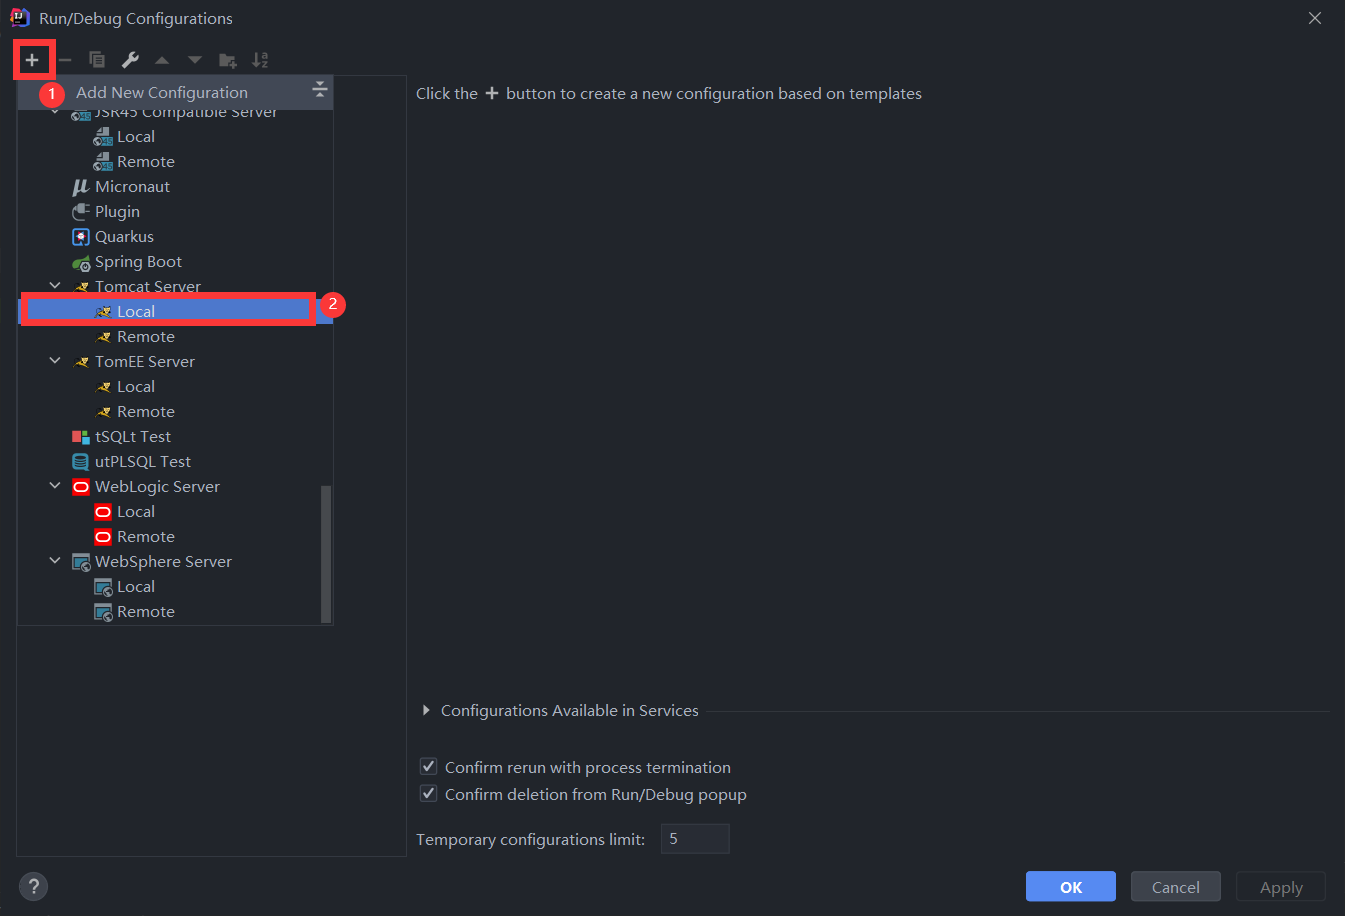 Run/Debug Configurations
1
Add New Configuration
JSR45 Compatible Server
Local
Remote
Micronaut
Plugin
Quarkus
Spring Boot
Tomcat Server
Local
2
Remote
TomEE Server
Local
Remote
tSQLt Test
utPLSQL Test
WebLogic Server
Local
Remote
WebSphere Server
Local
Remote
Click the + button to create a new configuration based on templates
Configurations Available in Services
Confirm rerun with process termination
Confirm deletion from Run/Debug popup
Temporary configurations limit: 5
?
OK
Cancel
Apply